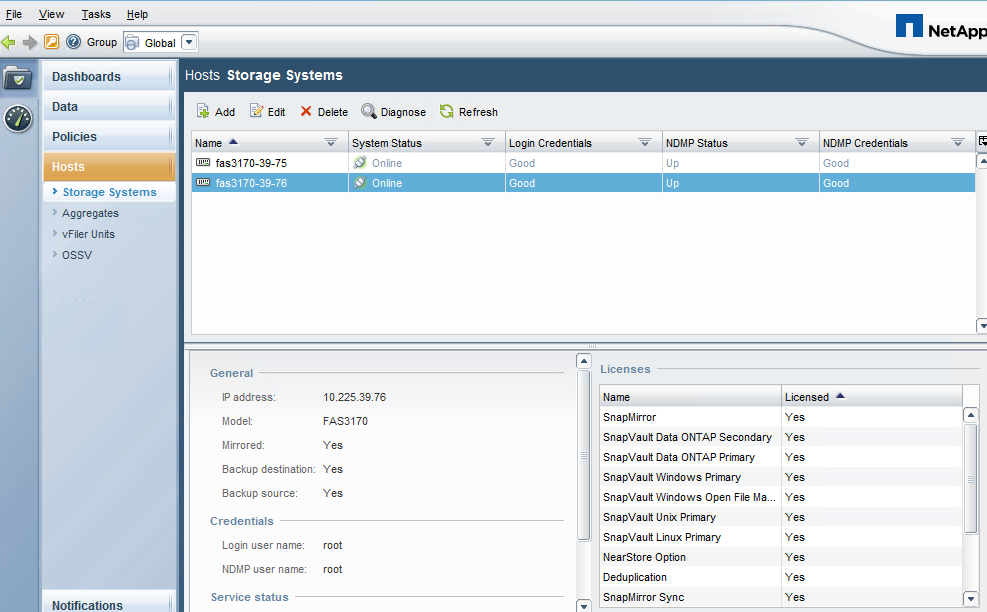 File View Tasks Help
Group Global
NetApp
Dashboards
Data
Policies
Hosts
Storage Systems
Aggregates
vFiler Units
OSSV
Notifications
Hosts Storage Systems
Add Edit Delete Diagnose Refresh
Name System Status Login Credentials NDMP Status NDMP Credentials
fas3170-39-75 Online Good Up Good
fas3170-39-76 Online Good Up Good
General
IP address: 10.225.39.76
Model: FAS3170
Mirrored: Yes
Backup destination: Yes
Backup source: Yes
Credentials
Login user name: root
NDMP user name: root
Service status
Licenses
Name Licensed
SnapMirror Yes
SnapVault Data ONTAP Secondary Yes
SnapVault Data ONTAP Primary Yes
SnapVault Windows Primary Yes
SnapVault Windows Open File Ma... Yes
SnapVault Unix Primary Yes
SnapVault Linux Primary Yes
NearStore Option Yes
Deduplication Yes
SnapMirror Sync Yes